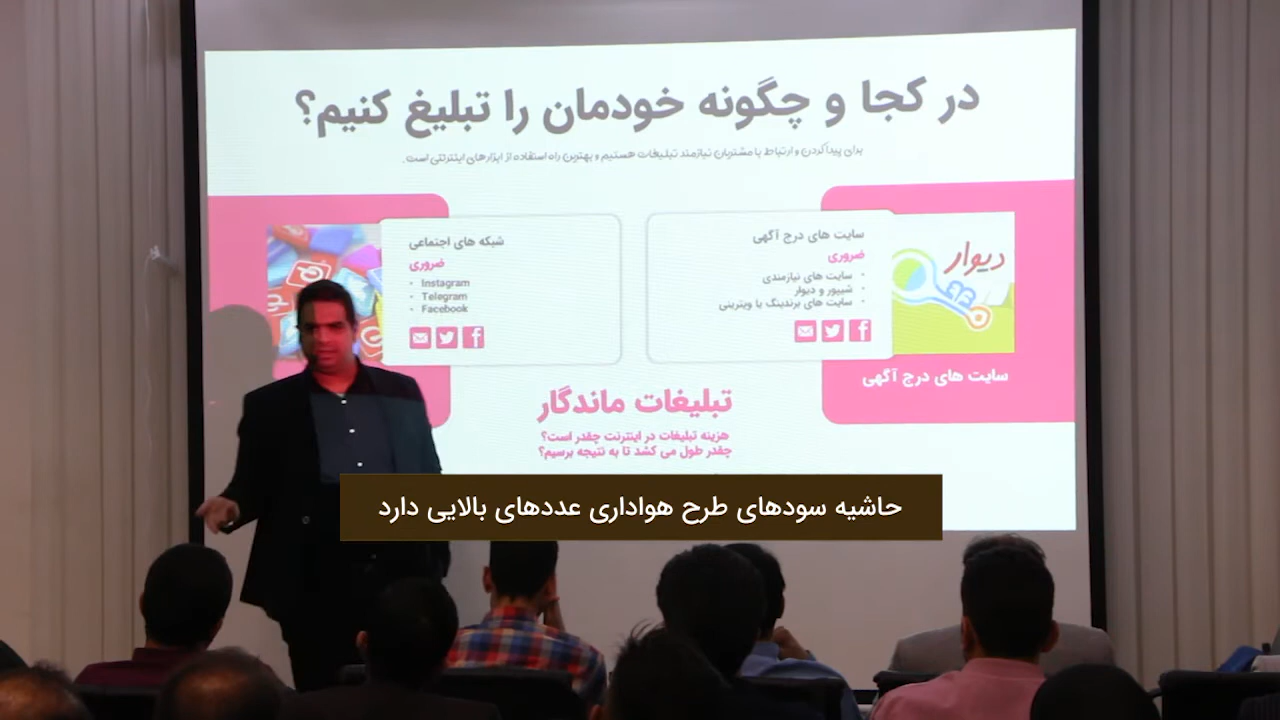 در کجا و چگونه خودمان را تبلیغ کنیم؟
برای پیدا کردن و ارتباط با مشتریان نیازمند تبلیغات هستیم و بهترین راه استفاده از ابزارهای اینترنتی است.
سایت های درج آگهی
ضروری
• سایت های نیازمندی
• شیپور و دیوار
• سایت های برندینگ یا ویترینی
دیوار
سایت های درج آگهی
شبکه های اجتماعی
ضروری
• Instagram
• Telegram
• Facebook
تبلیغات ماندگار
هزینه تبلیغات در اینترنت چقدر است؟
چقدر طول می کشد تا به نتیجه برسیم؟
حاشیه سودهای طرح هواداری عددهای بالایی دارد